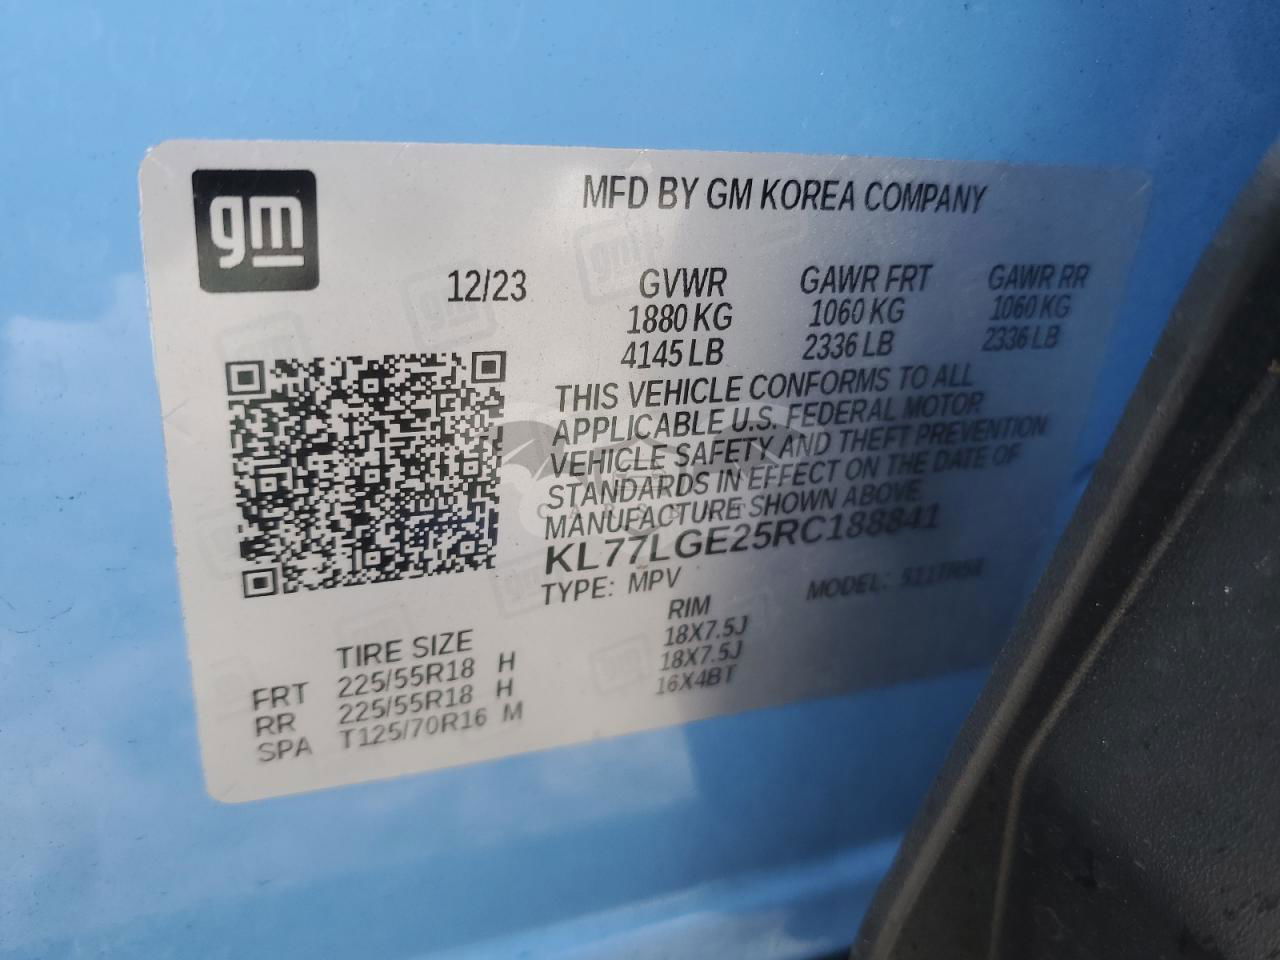 gm
MFD BY GM KOREA COMPANY
12/23 GVWR GAWR FRT GAWR RR
1880 KG 1060 KG 1060 KG
4145 LB 2336 LB 2336 LB
THIS VEHICLE CONFORMS TO ALL
APPLICABLE U.S. FEDERAL MOTOR
VEHICLE SAFETY AND THEFT PREVENTION
STANDARDS IN EFFECT ON THE DATE OF
MANUFACTURE SHOWN ABOVE
KL77LGE25RC188841
TYPE: MPV MODEL:
TIRE SIZE RIM
FRT 225/55R18 H 18X7.5J
RR 225/55R18 H 18X7.5J
SPA T125/70R16 M 16X4BT